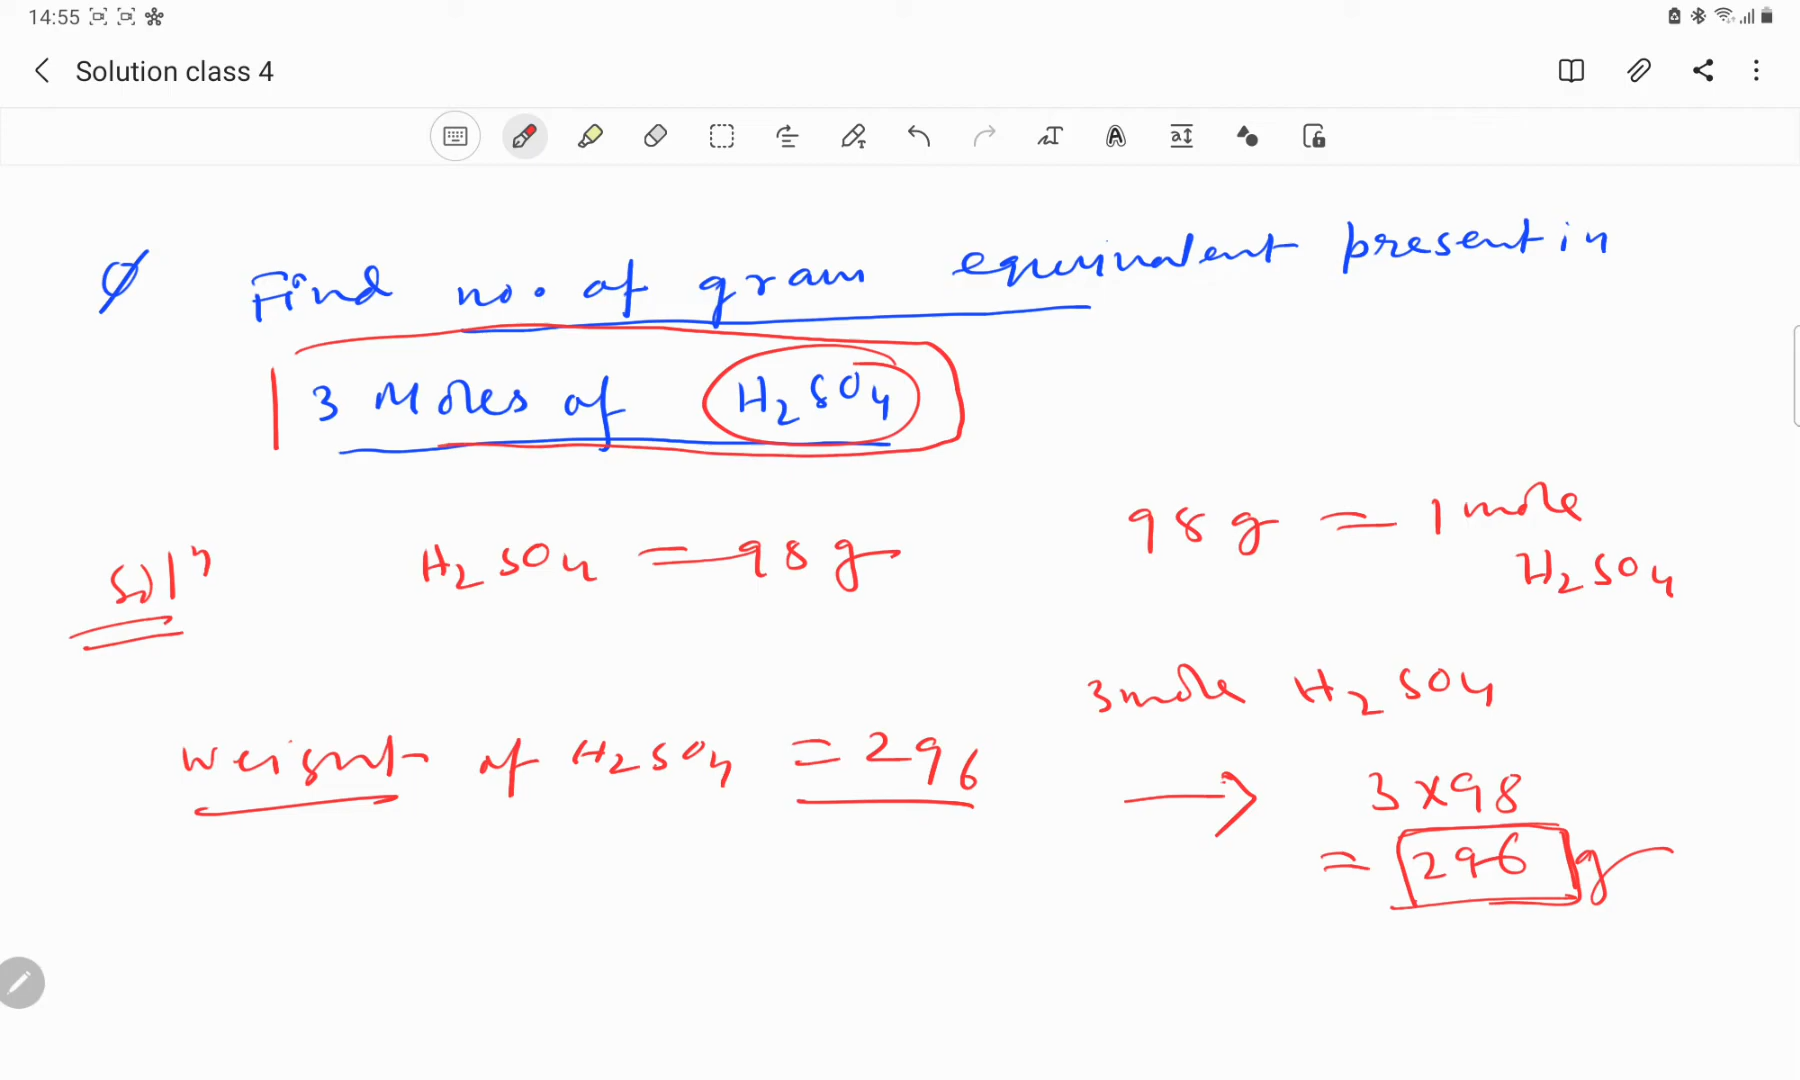 14:55
Solution class 4
Q Find no. of gram equivalent present in
3 Moles of H2SO4
Solⁿ H2SO4 = 98 g
98 g = 1 mole
H2SO4
3 mole H2SO4
weight of H2SO4 = 296
→ 3 x 98
= 296 g